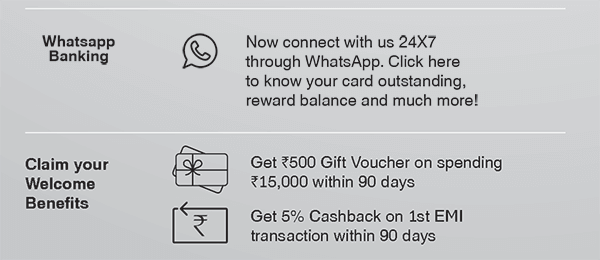 Whatsapp
Banking
Now connect with us 24X7
through WhatsApp. Click here
to know your card outstanding,
reward balance and much more!
Claim your
Welcome
Benefits
Get ₹500 Gift Voucher on spending
₹15,000 within 90 days
₹
Get 5% Cashback on 1st EMI
transaction within 90 days